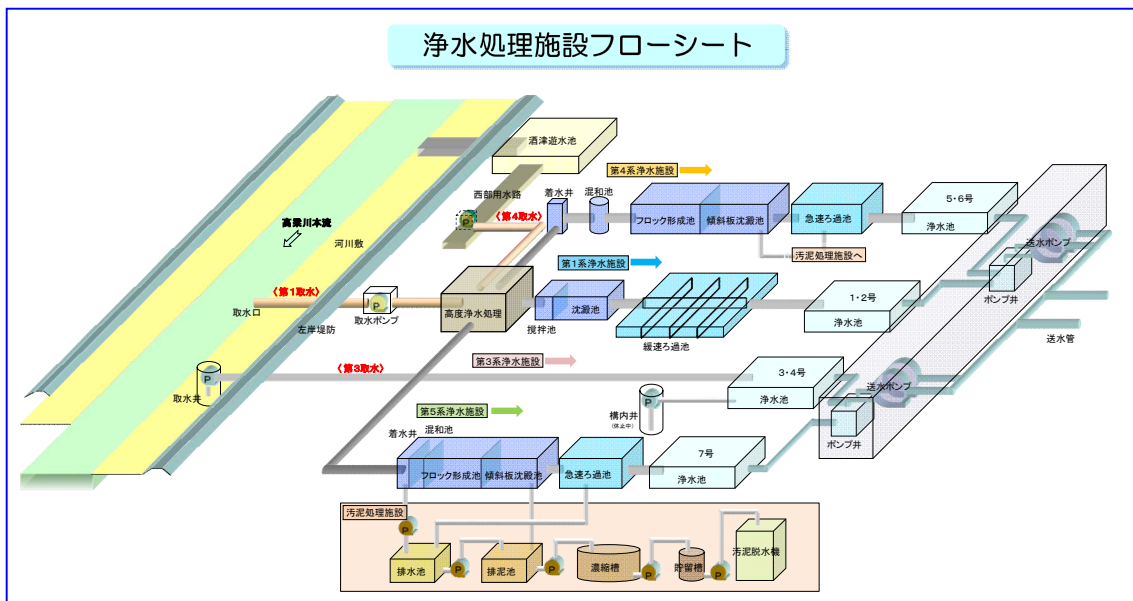 浄水処理施設フローシート
酒津遊水池
第4系浄水施設
西部用水路
着水井
混和池
P
〈第4取水〉
フロック形成池
傾斜板沈澱池
急速ろ過池
5・6号
浄水池
高梁川本流
河川敷
汚泥処理施設へ
送水ポンプ
第1系浄水施設
ポンプ井
〈第1取水〉
P
取水口
取水ポンプ
左岸堤防
高度浄水処理
撹拌池
沈澱池
緩速ろ過池
1・2号
浄水池
送水管
〈第3取水〉
第3系浄水施設
P
取水井
3・4号
浄水池
送水ポンプ
P
構内井
(休止中)
ポンプ井
第5系浄水施設
着水井
混和池
フロック形成池
傾斜板沈澱池
急速ろ過池
7号
浄水池
汚泥処理施設
P
排水池
P
排泥池
P
濃縮槽
P
貯留槽
P
汚泥脱水機